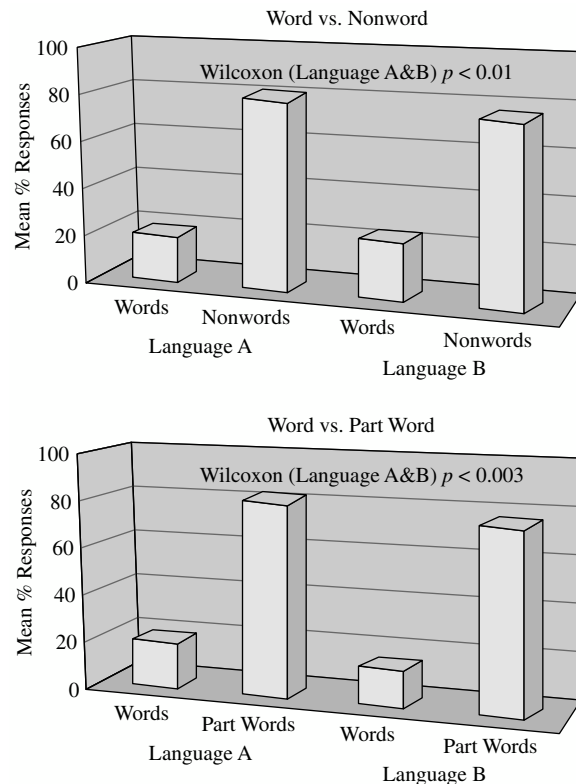 Word vs. Nonword
100
80
60
40
20
0
Mean % Responses
Wilcoxon (Language A&B) p < 0.01
Words
Nonwords
Words
Nonwords
Language A
Language B
Word vs. Part Word
100
80
60
40
20
0
Mean % Responses
Wilcoxon (Language A&B) p < 0.003
Words
Part Words
Words
Part Words
Language A
Language B